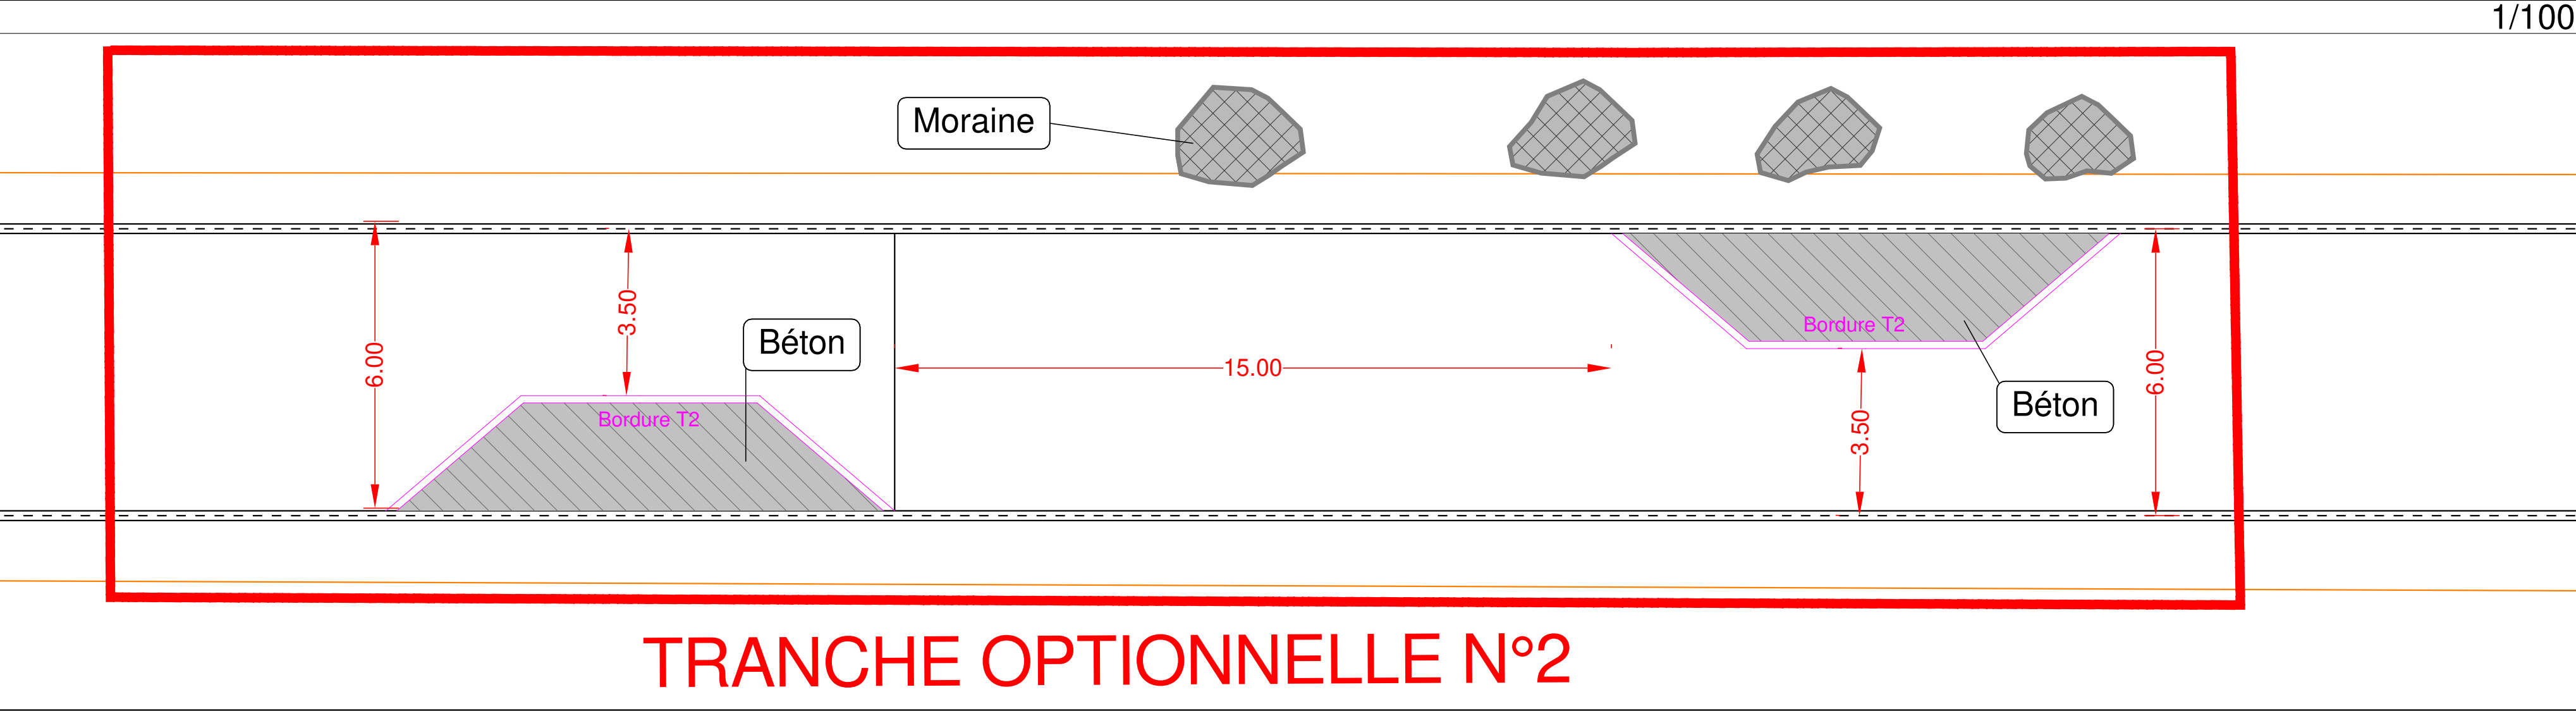 1/100
Moraine
3.50
6.00
Béton
Bordure T2
15.00
Bordure T2
Béton
3.50
6.00
TRANCHE OPTIONNELLE N°2